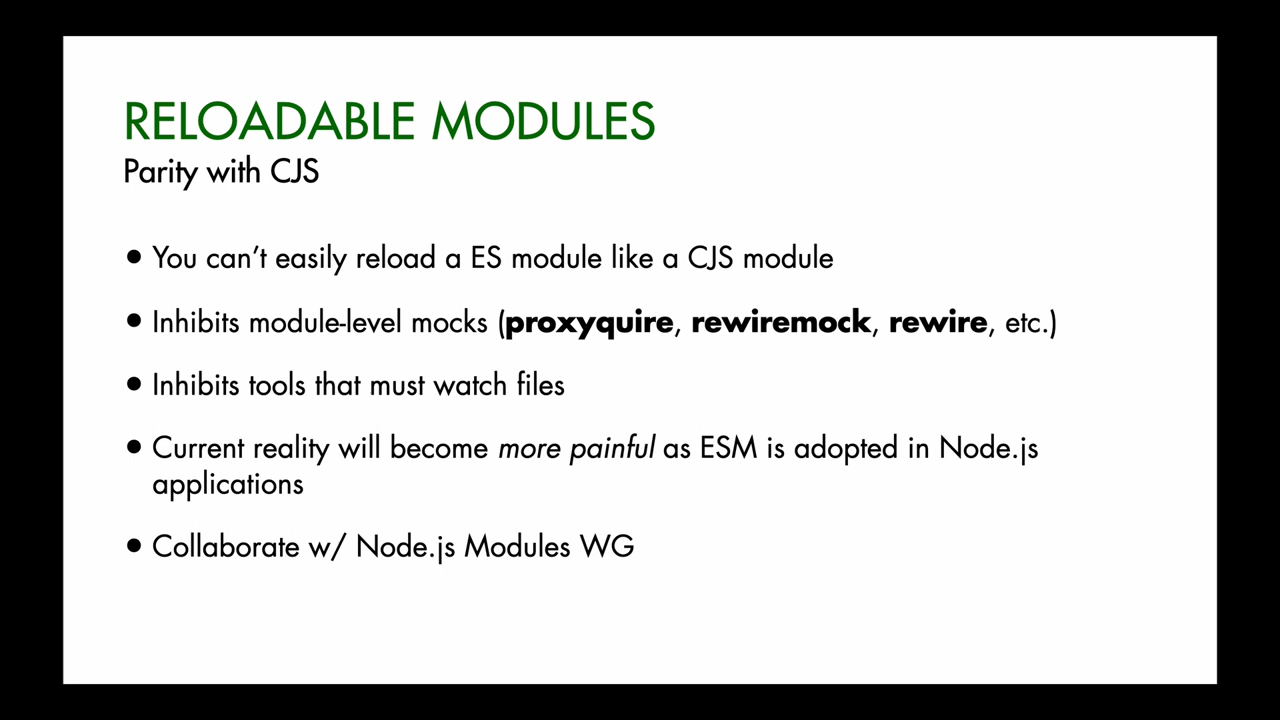 RELOADABLE MODULES
Parity with CJS
• You can’t easily reload a ES module like a CJS module
• Inhibits module-level mocks (proxyquire, rewiremock, rewire, etc.)
• Inhibits tools that must watch files
• Current reality will become more painful as ESM is adopted in Node.js
applications
• Collaborate w/ Node.js Modules WG